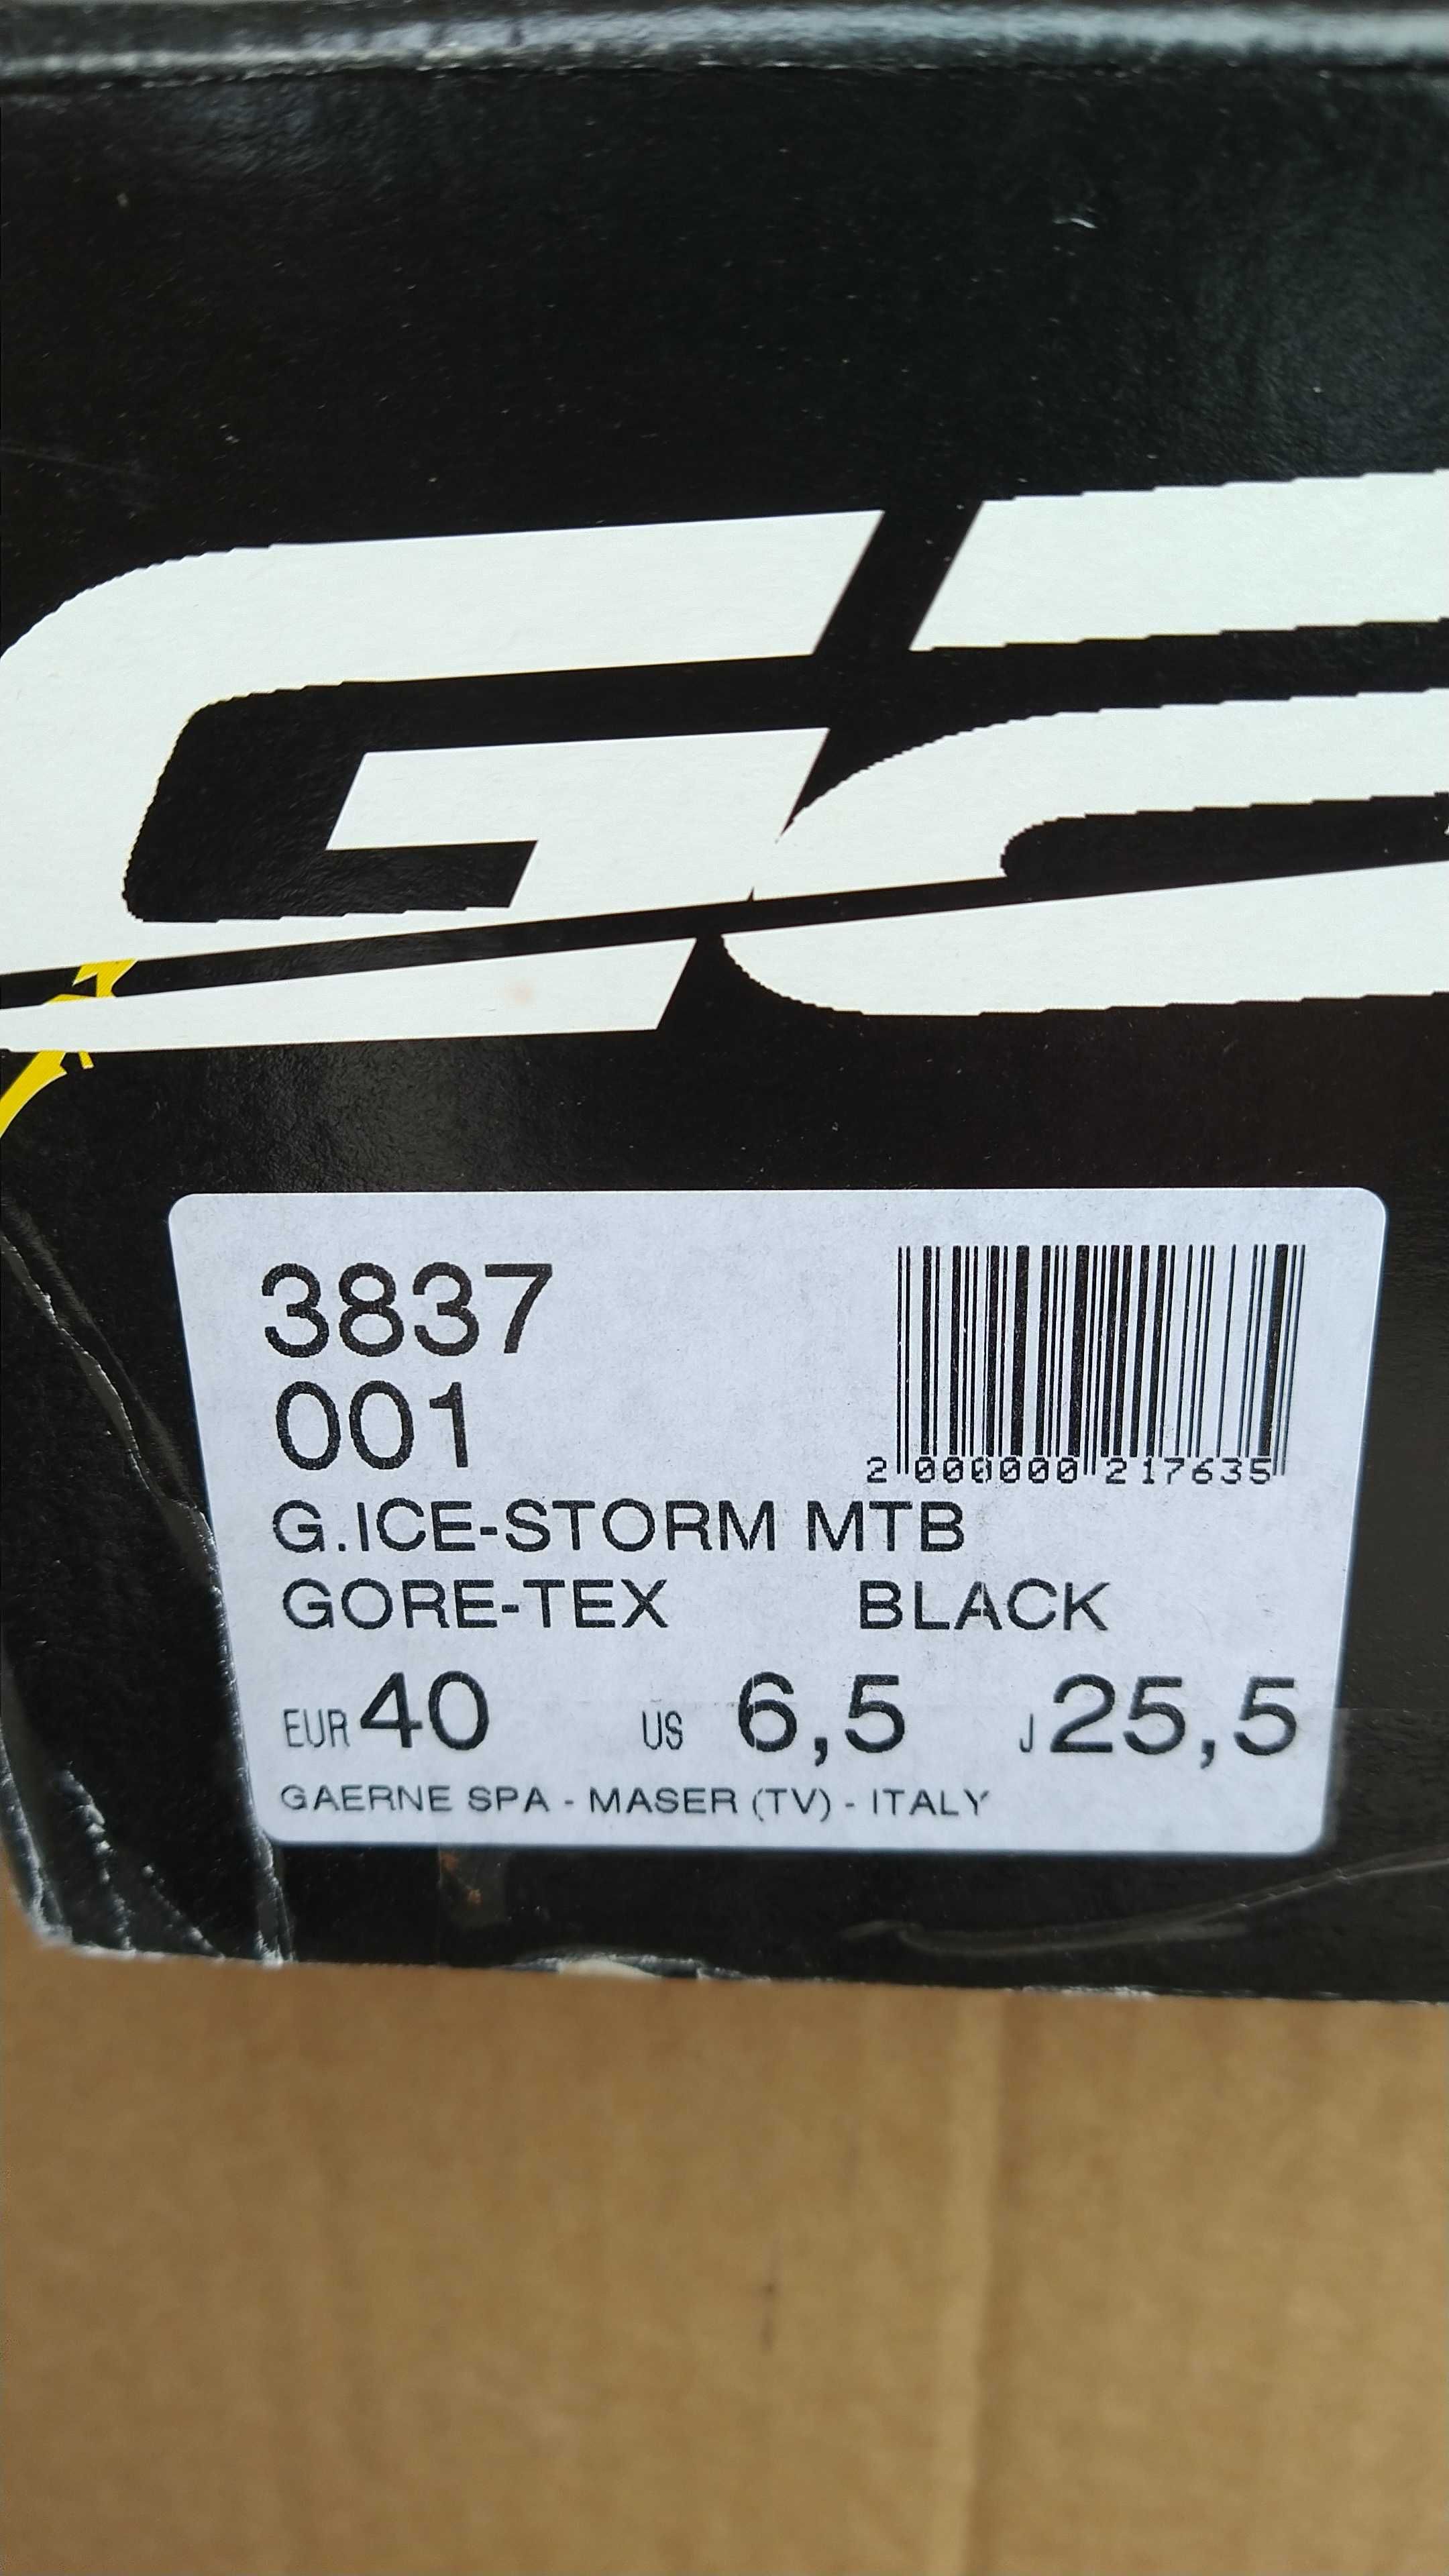 3837
001
2 000000 217635
G.ICE-STORM MTB
GORE-TEX BLACK
EUR 40 US 6,5 J 25,5
GAERNE SPA - MASER (TV) - ITALY